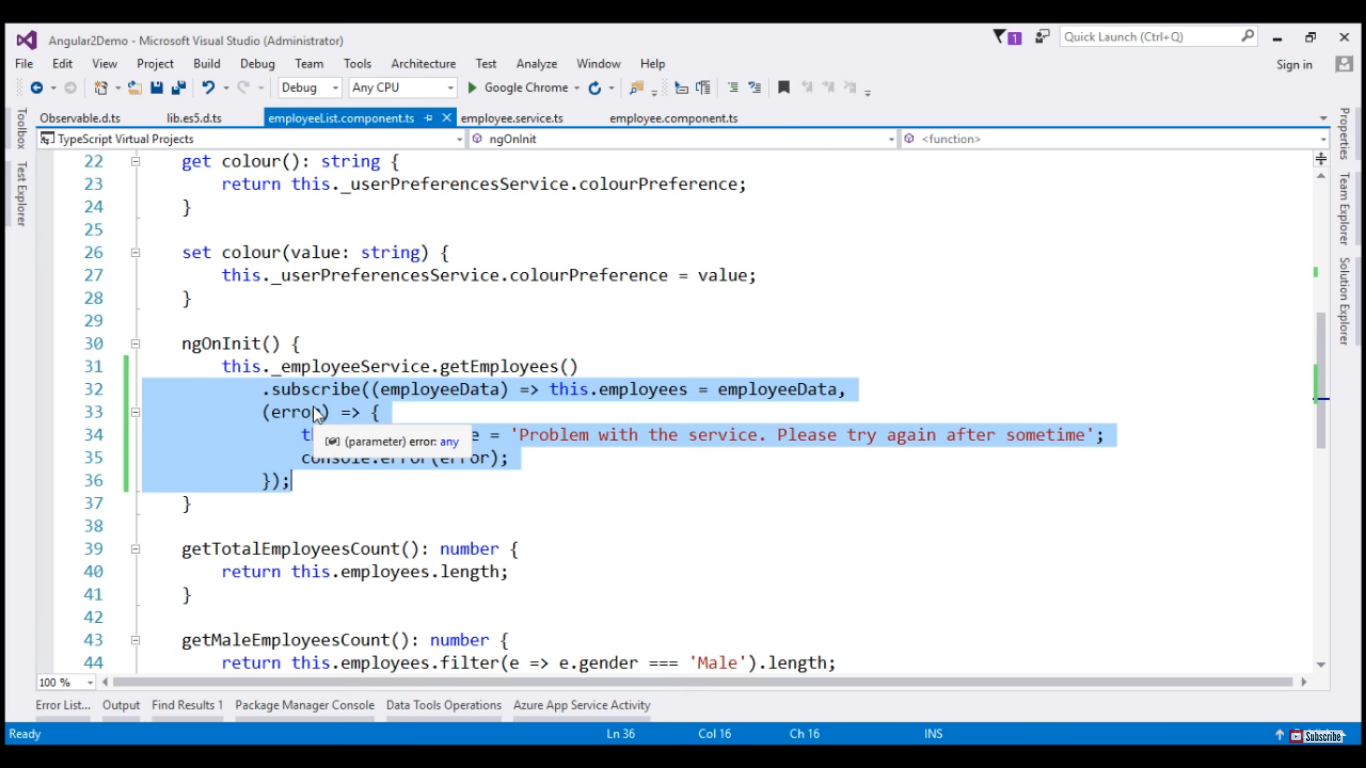 Angular2Demo - Microsoft Visual Studio (Administrator)
1
Quick Launch (Ctrl+Q)
File Edit View Project Build Debug Team Tools Architecture Test Analyze Window Help
Sign in
Debug Any CPU Google Chrome
Toolbox
Test Explorer
Observable.d.ts lib.es5.d.ts employeeList.component.ts employee.service.ts employee.component.ts
TypeScript Virtual Projects ngOnInit <function>
22 get colour(): string {
23 return this._userPreferencesService.colourPreference;
24 }
25
26 set colour(value: string) {
27 this._userPreferencesService.colourPreference = value;
28 }
29
30 ngOnInit() {
31 this._employeeService.getEmployees()
32 .subscribe((employeeData) => this.employees = employeeData,
33 (error) => {
34 = 'Problem with the service. Please try again after sometime';
(parameter) error: any
35 console.error(error);
36 });
37 }
38
39 getTotalEmployeesCount(): number {
40 return this.employees.length;
41 }
42
43 getMaleEmployeesCount(): number {
44 return this.employees.filter(e => e.gender === 'Male').length;
Properties
Team Explorer
Solution Explorer
100 %
Error List... Output Find Results 1 Package Manager Console Data Tools Operations Azure App Service Activity
Ready Ln 36 Col 16 Ch 16 INS
Subscribe